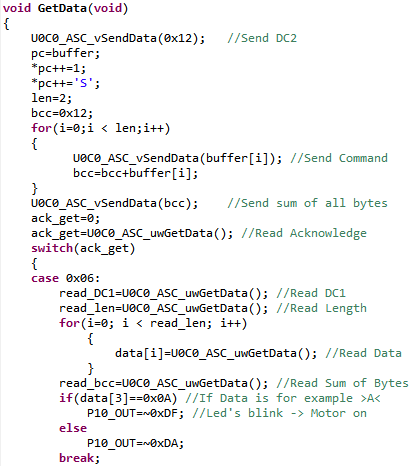 void GetData(void)
{
U0C0_ASC_vSendData(0x12);   //Send DC2
pc=buffer;
*pc++=1;
*pc++='S';
len=2;
bcc=0x12;
for(i=0;i < len;i++)
{
U0C0_ASC_vSendData(buffer[i]); //Send Command
bcc=bcc+buffer[i];
}
U0C0_ASC_vSendData(bcc);    //Send sum of all bytes
ack_get=0;
ack_get=U0C0_ASC_uwGetData(); //Read Acknowledge
switch(ack_get)
{
case 0x06:
read_DC1=U0C0_ASC_uwGetData(); //Read DC1
read_len=U0C0_ASC_uwGetData(); //Read Length
for(i=0; i < read_len; i++)
{
data[i]=U0C0_ASC_uwGetData(); //Read Data
}
read_bcc=U0C0_ASC_uwGetData(); //Read Sum of Bytes
if(data[3]==0x0A) //If Data is for example >A<
P10_OUT=~0xDF; //Led's blink -> Motor on
else
P10_OUT=~0xDA;
break;